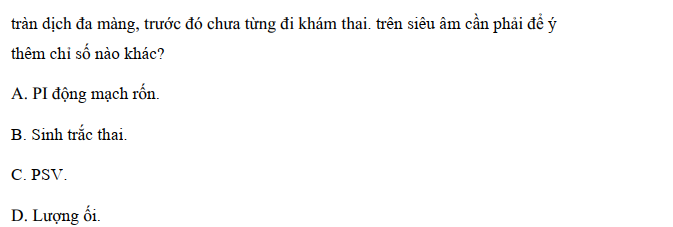 tràn dịch đa màng, trước đó chưa từng đi khám thai. trên siêu âm cần phải để ý
thêm chỉ số nào khác?
A. PI động mạch rốn.
B. Sinh trắc thai.
C. PSV.
D. Lượng ối.